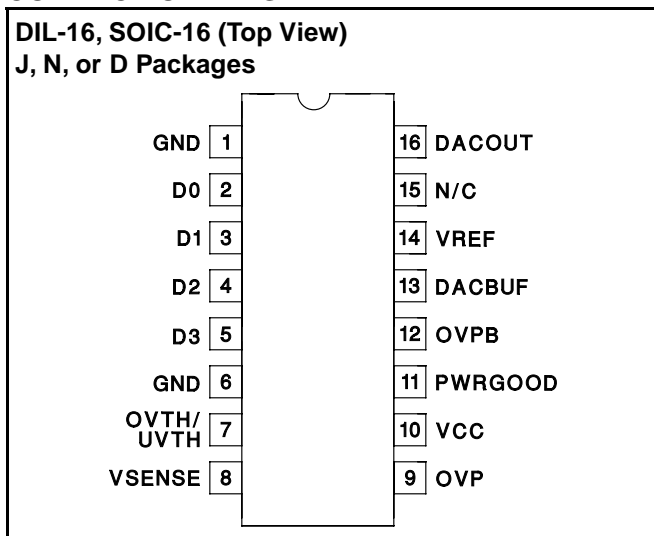 DIL-16, SOIC-16 (Top View)
J, N, or D Packages
GND 1
16 DACOUT
D0 2
15 N/C
D1 3
14 VREF
D2 4
13 DACBUF
D3 5
12 OVPB
GND 6
11 PWRGOOD
OVTH/
UVTH 7
10 VCC
VSENSE 8
9 OVP